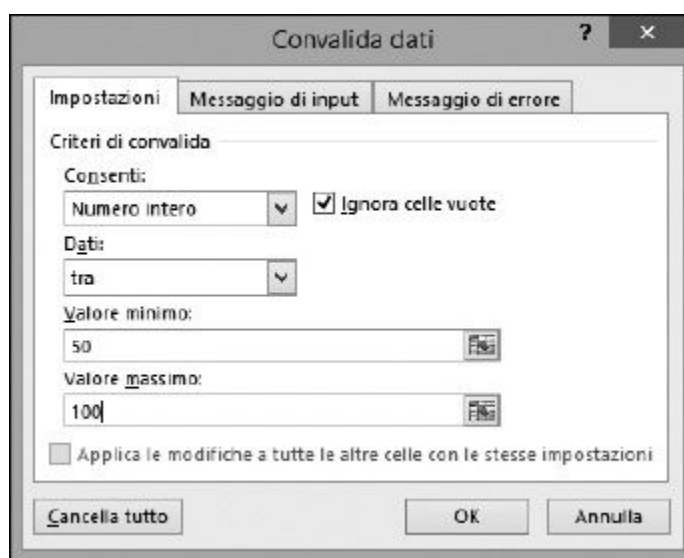 Convalida dati ? ×
Impostazioni Messaggio di input Messaggio di errore
Criteri di convalida
Consenti:
Numero intero Ignora celle vuote
Dati:
tra
Valore minimo:
50
Valore massimo:
100
Applica le modifiche a tutte le altre celle con le stesse impostazioni
Cancella tutto OK Annulla